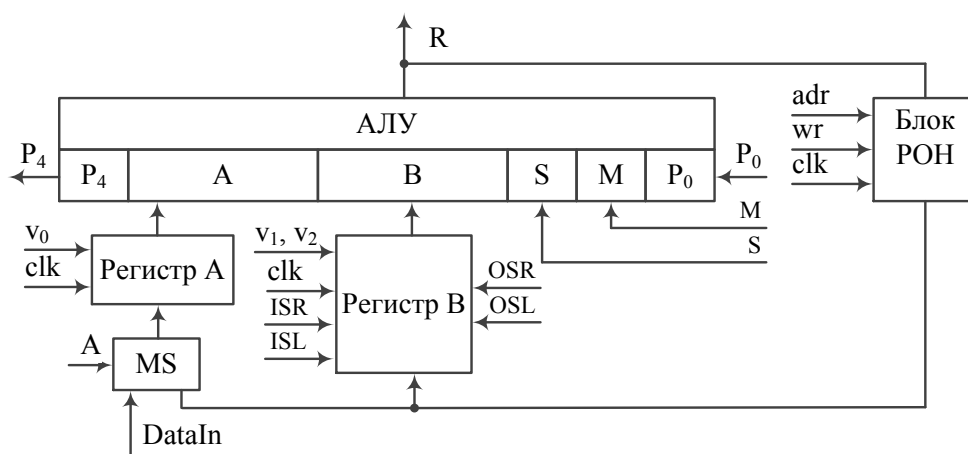 R
АЛУ
P4
P4
A
B
S
M
P0
P0
adr
wr
clk
Блок
РОН
M
S
v0
clk
Регистр A
v1, v2
clk
ISR
ISL
Регистр B
OSR
OSL
A
MS
DataIn